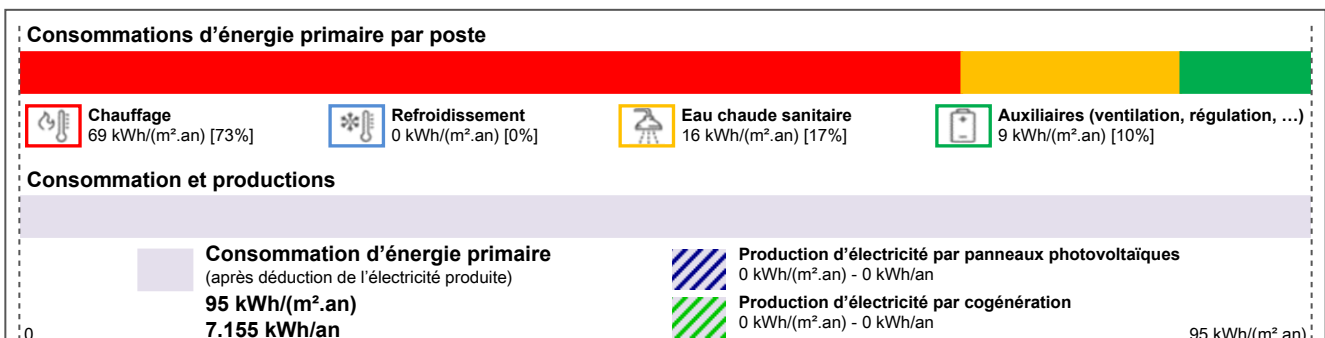 Consommations d'énergie primaire par poste
Chauffage
69 kWh/(m².an) [73%]
Refroidissement
0 kWh/(m².an) [0%]
Eau chaude sanitaire
16 kWh/(m².an) [17%]
Auxiliaires (ventilation, régulation, …)
9 kWh/(m².an) [10%]
Consommation et productions
Consommation d'énergie primaire
(après déduction de l'électricité produite)
95 kWh/(m².an)
7.155 kWh/an
Production d'électricité par panneaux photovoltaïques
0 kWh/(m².an) - 0 kWh/an
Production d'électricité par cogénération
0 kWh/(m².an) - 0 kWh/an
0
95 kWh/(m².an)